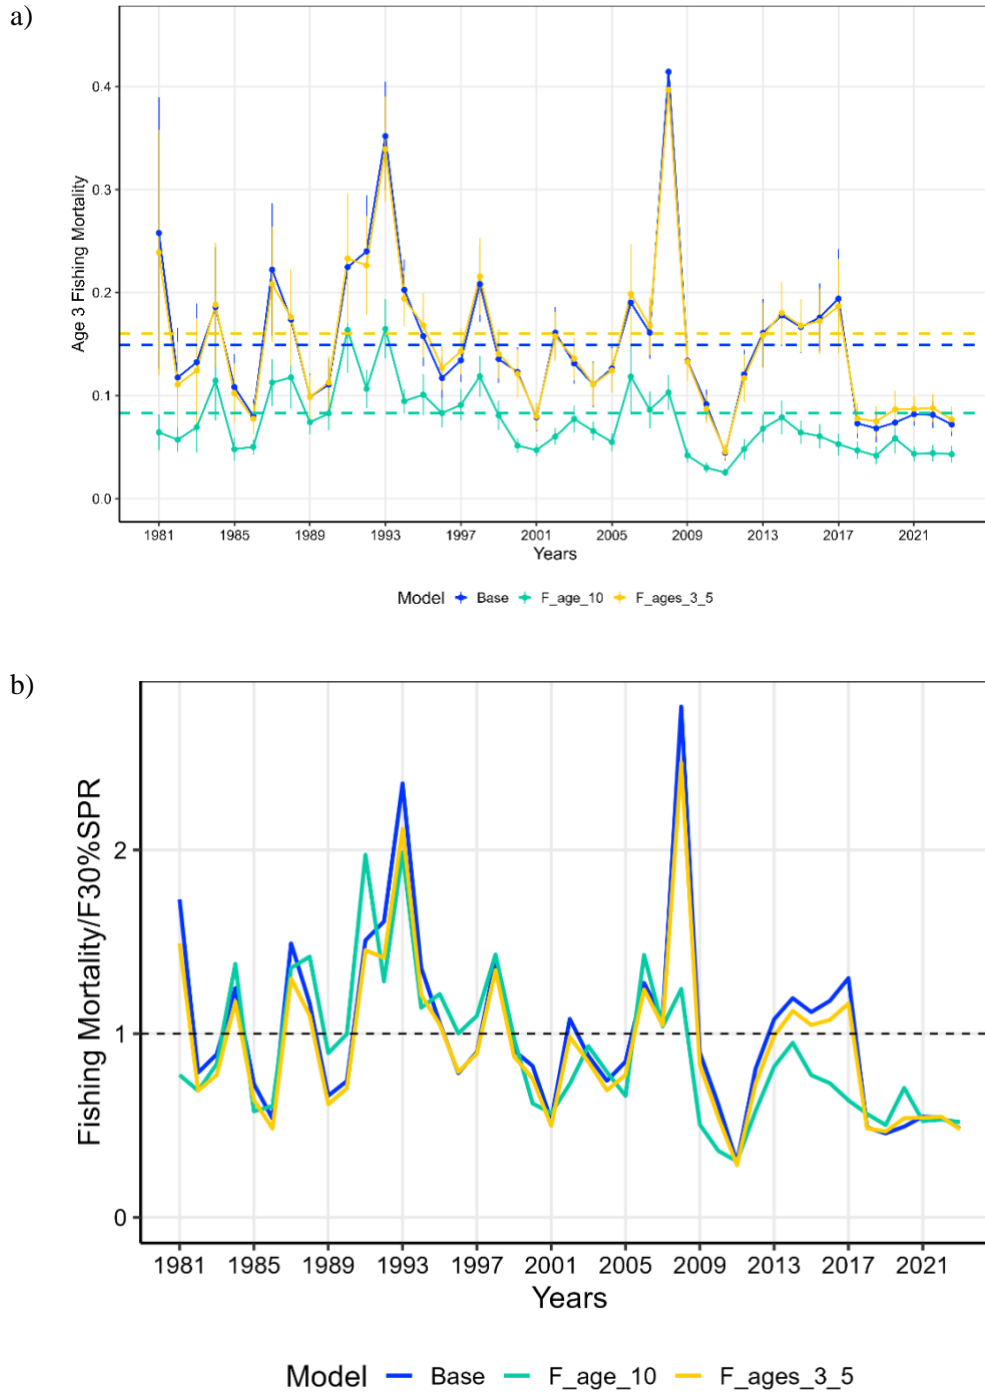 a)
Age 3 Fishing Mortality
0.4
0.3
0.2
0.1
0.0
1981 1985 1989 1993 1997 2001 2005 2009 2013 2017 2021
Years
Model Base F_age_10 F_ages_3_5
b)
Fishing Mortality/F30%SPR
2
1
0
1981 1985 1989 1993 1997 2001 2005 2009 2013 2017 2021
Years
Model Base F_age_10 F_ages_3_5